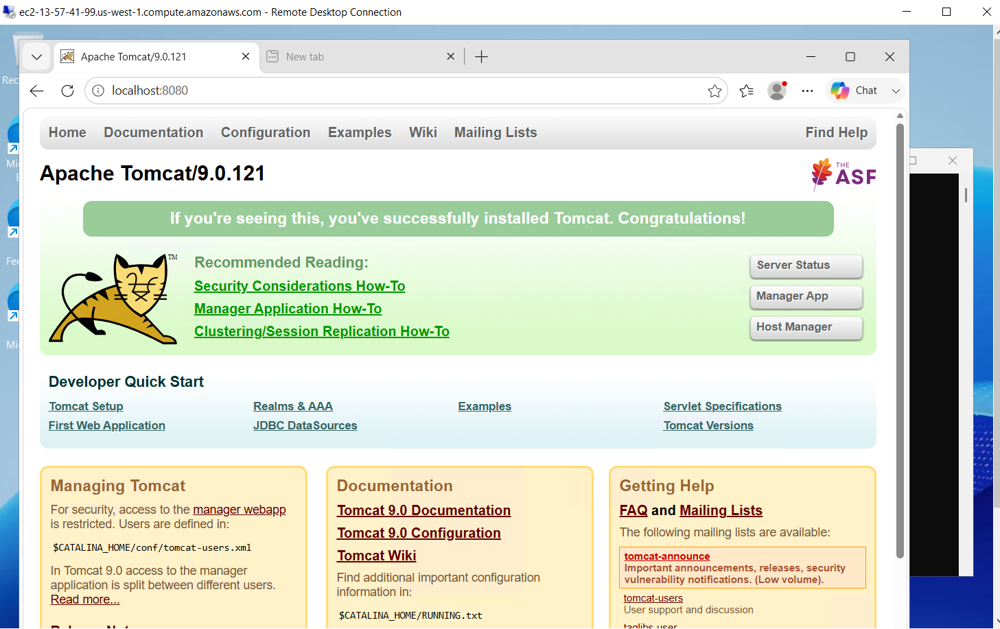 ec2-13-57-41-99.us-west-1.compute.amazonaws.com - Remote Desktop Connection
Apache Tomcat/9.0.121
New tab
localhost:8080
Chat
Home Documentation Configuration Examples Wiki Mailing Lists Find Help
Apache Tomcat/9.0.121
THE
ASF
If you're seeing this, you've successfully installed Tomcat. Congratulations!
TM
Recommended Reading:
Security Considerations How-To
Manager Application How-To
Clustering/Session Replication How-To
Server Status
Manager App
Host Manager
Developer Quick Start
Tomcat Setup
First Web Application
Realms & AAA
JDBC DataSources
Examples
Servlet Specifications
Tomcat Versions
Managing Tomcat
For security, access to the manager webapp
is restricted. Users are defined in:
$CATALINA_HOME/conf/tomcat-users.xml
In Tomcat 9.0 access to the manager
application is split between different users.
Read more...
Documentation
Tomcat 9.0 Documentation
Tomcat 9.0 Configuration
Tomcat Wiki
Find additional important configuration
information in:
$CATALINA_HOME/RUNNING.txt
Getting Help
FAQ and Mailing Lists
The following mailing lists are available:
tomcat-announce
Important announcements, releases, security
vulnerability notifications. (Low volume).
tomcat-users
User support and discussion
taglibs-user